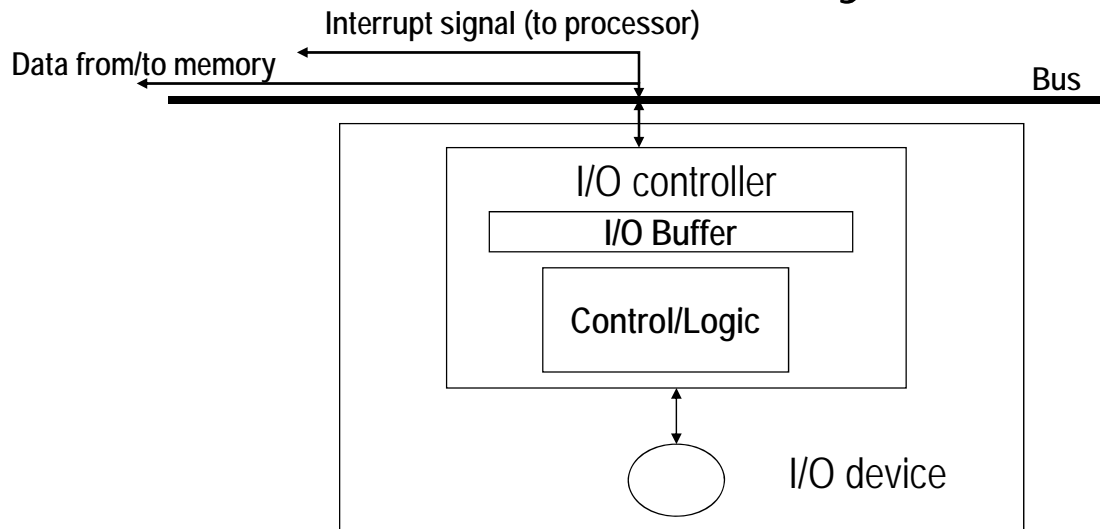 Interrupt signal (to processor)
Data from/to memory
Bus
I/O controller
I/O Buffer
Control/Logic
I/O device